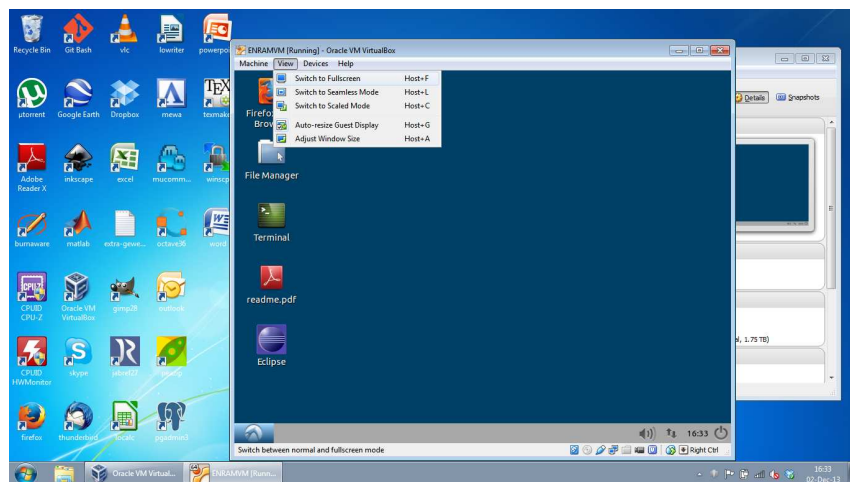 Recycle Bin
Git Bash
vlc
lowriter
powerpoi
µtorrent
Google Earth
Dropbox
mewa
texmake
Adobe Reader X
inkscape
excel
mucomm...
winscp
burnaware
matlab
extra-gewe...
octave36
word
CPUID CPU-Z
Oracle VM VirtualBox
gimp28
outlook
CPUID HWMonitor
skype
firefox
thunderbird
localc
pgadmin3
ENRAMVM [Running] - Oracle VM VirtualBox
Machine View Devices Help
Switch to Fullscreen Host+F
Switch to Seamless Mode Host+L
Switch to Scaled Mode Host+C
Auto-resize Guest Display Host+G
Adjust Window Size Host+A
Firefo
Brow
File Manager
Terminal
readme.pdf
Eclipse
16:33
Switch between normal and fullscreen mode
Right Ctrl
Details Snapshots
el, 1.75 TB)
Oracle VM Virtual...
ENRAMVM [Runn...
16:33
02-Dec-13